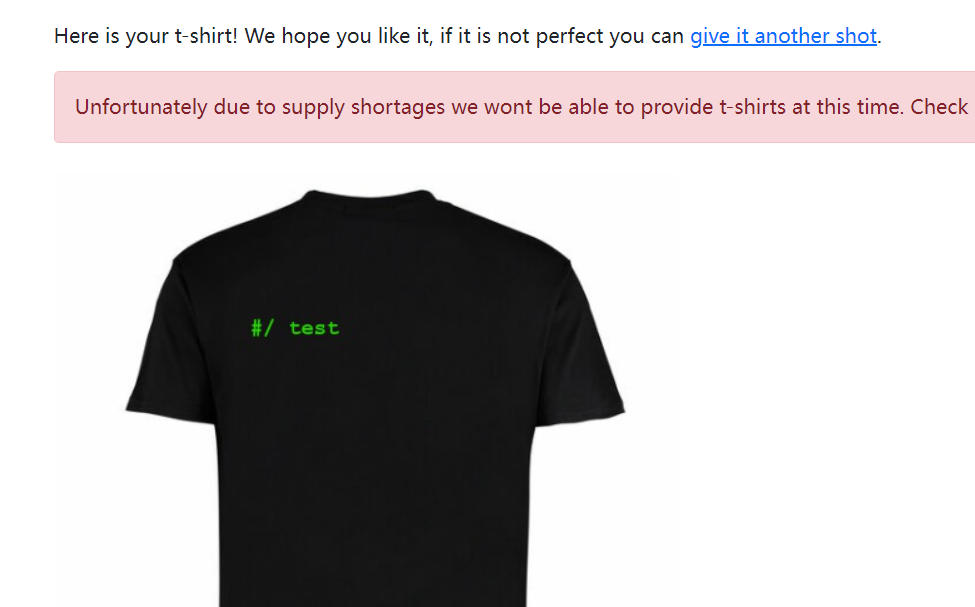 Here is your t-shirt! We hope you like it, if it is not perfect you can give it another shot.
Unfortunately due to supply shortages we wont be able to provide t-shirts at this time. Check
#/ test